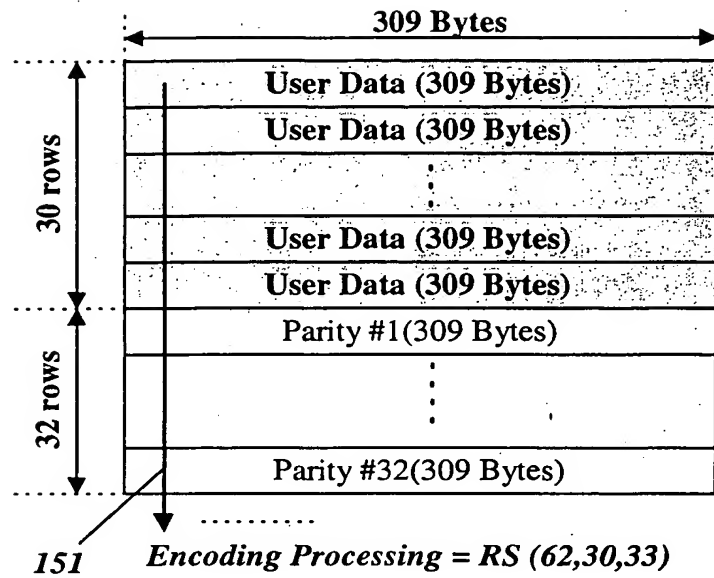 309 Bytes
User Data (309 Bytes)
User Data (309 Bytes)
30 rows
User Data (309 Bytes)
User Data (309 Bytes)
Parity #1(309 Bytes)
32 rows
Parity #32(309 Bytes)
151
Encoding Processing = RS (62,30,33)